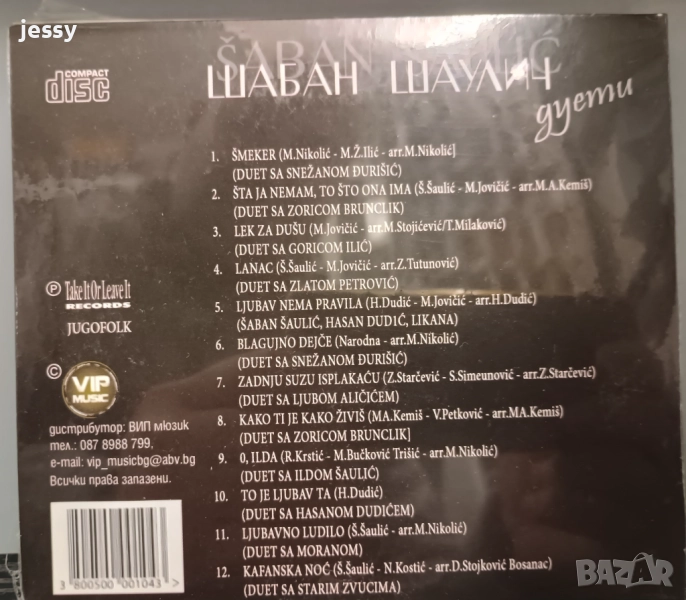 jessy
COMPACT
disc
ŠABAN
ШАБАН ШАУЛИЧ
дуети
1. ŠMEKER (M.Nikolić - M.Ž.Ilić - arr.M.Nikolić]
(DUET SA SNEŽANOM ĐURIŠIĆ)
2. ŠTA JA NEMAM, TO ŠTO ONA IMA (Š.Šaulić - M.Jovičić - arr.M.A.Kemiš)
(DUET SA ZORICOM BRUNCLIK)
3. LEK ZA DUŠU (M.Jovičić - arr.M.Stojićević/T.Milaković)
(DUET SA GORICOM ILIĆ)
4. LANAC (Š.Šaulić - M.Jovičić - arr.Z.Tutunović)
(DUET SA ZLATOM PETROVIĆ)
5. LJUBAV NEMA PRAVILA (H.Dudić - M.Jovičić - arr.H.Dudić)
(ŠABAN ŠAULIĆ, HASAN DUDIĆ, LIKANA)
6. BLAGUJNO DEJČE (Narodna - arr.M.Nikolić)
(DUET SA SNEŽANOM ĐURIŠIĆ)
7. ZADNJU SUZU ISPLAKAĆU (Z.Starčević - S.Simeunović - arr.Z.Starčević)
(DUET SA LJUBOM ALIČIĆEM)
8. KAKO TI JE KAKO ŽIVIŠ (MA.Kemiš - V.Petković - arr.MA.Kemiš)
(DUET SA ZORICOM BRUNCLIK]
9. 0, ILDA (R.Krstić - M.Bučković Trišić - arr.M.Nikolić)
(DUET SA ILDOM ŠAULIĆ)
10. TO JE LJUBAV TA (H.Dudić)
(DUET SA HASANOM DUDIĆEM)
11. LJUBAVNO LUDILO (Š.Šaulić - arr.M.Nikolić)
(DUET SA MORANOM)
12. KAFANSKA NOĆ (Š.Šaulić - N.Kostić - arr.D.Stojković Bosanac)
(DUET SA STARIM ZVUCIMA)
℗ Take It Or Leave It
RECORDS
JUGOFOLK
©
VIP
MUSIC
дистрибутор: ВИП мюзик
тел.: 087 8988 799,
e-mail: vip_musicbg@abv.bg
Всички права запазени.
3 800500 001043 >
BAZAR